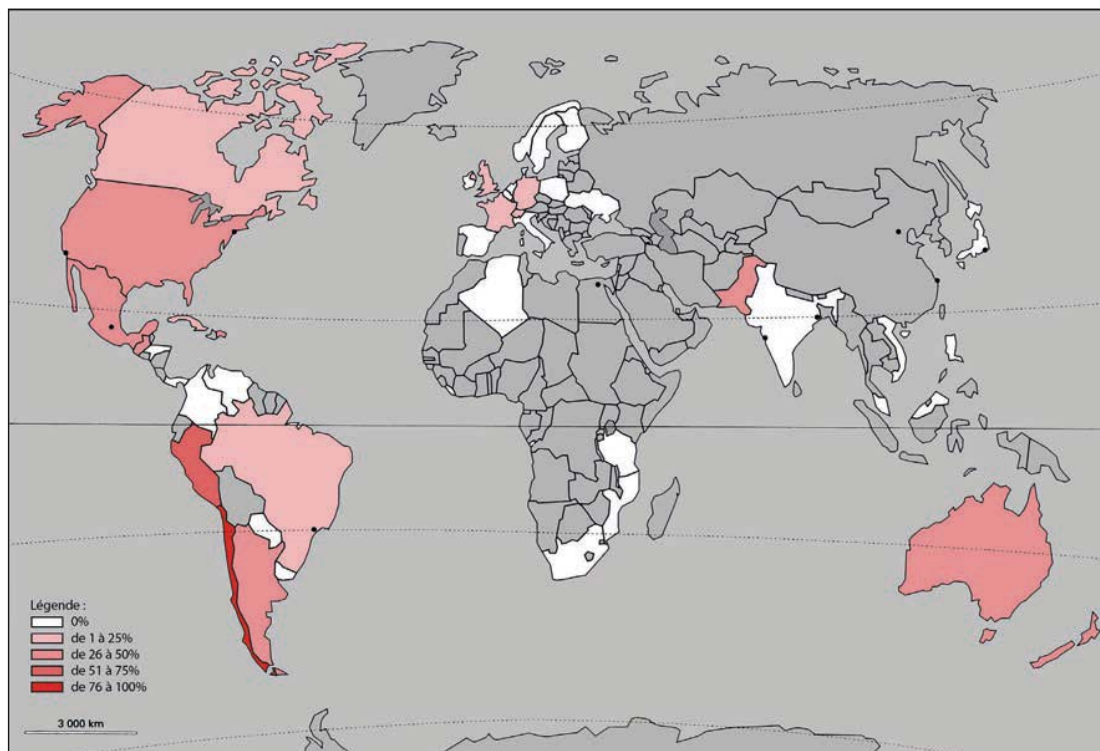 Légende :
0%
de 1 à 25%
de 26 à 50%
de 51 à 75%
de 76 à 100%
3 000 km